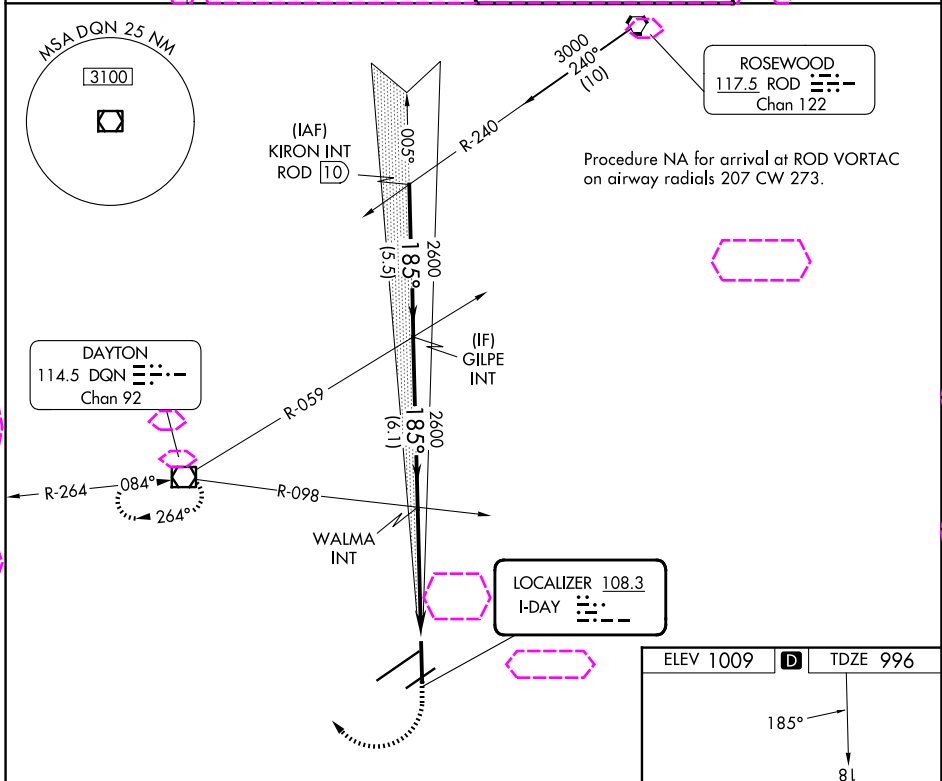 MSA DQN 25 NM
3100
3000
240°
(10)
R-240
ROSEWOOD
117.5 ROD
Chan 122
(IAF)
KIRON INT
ROD 10
005°
Procedure NA for arrival at ROD VORTAC
on airway radials 207 CW 273.
2600
185°
(5.5)
(IF)
GILPE
INT
DAYTON
114.5 DQN
Chan 92
R-059
2600
185°
(6.1)
R-264
084°
264°
R-098
WALMA
INT
LOCALIZER 108.3
I-DAY
ELEV 1009
D
TDZE 996
185°
18